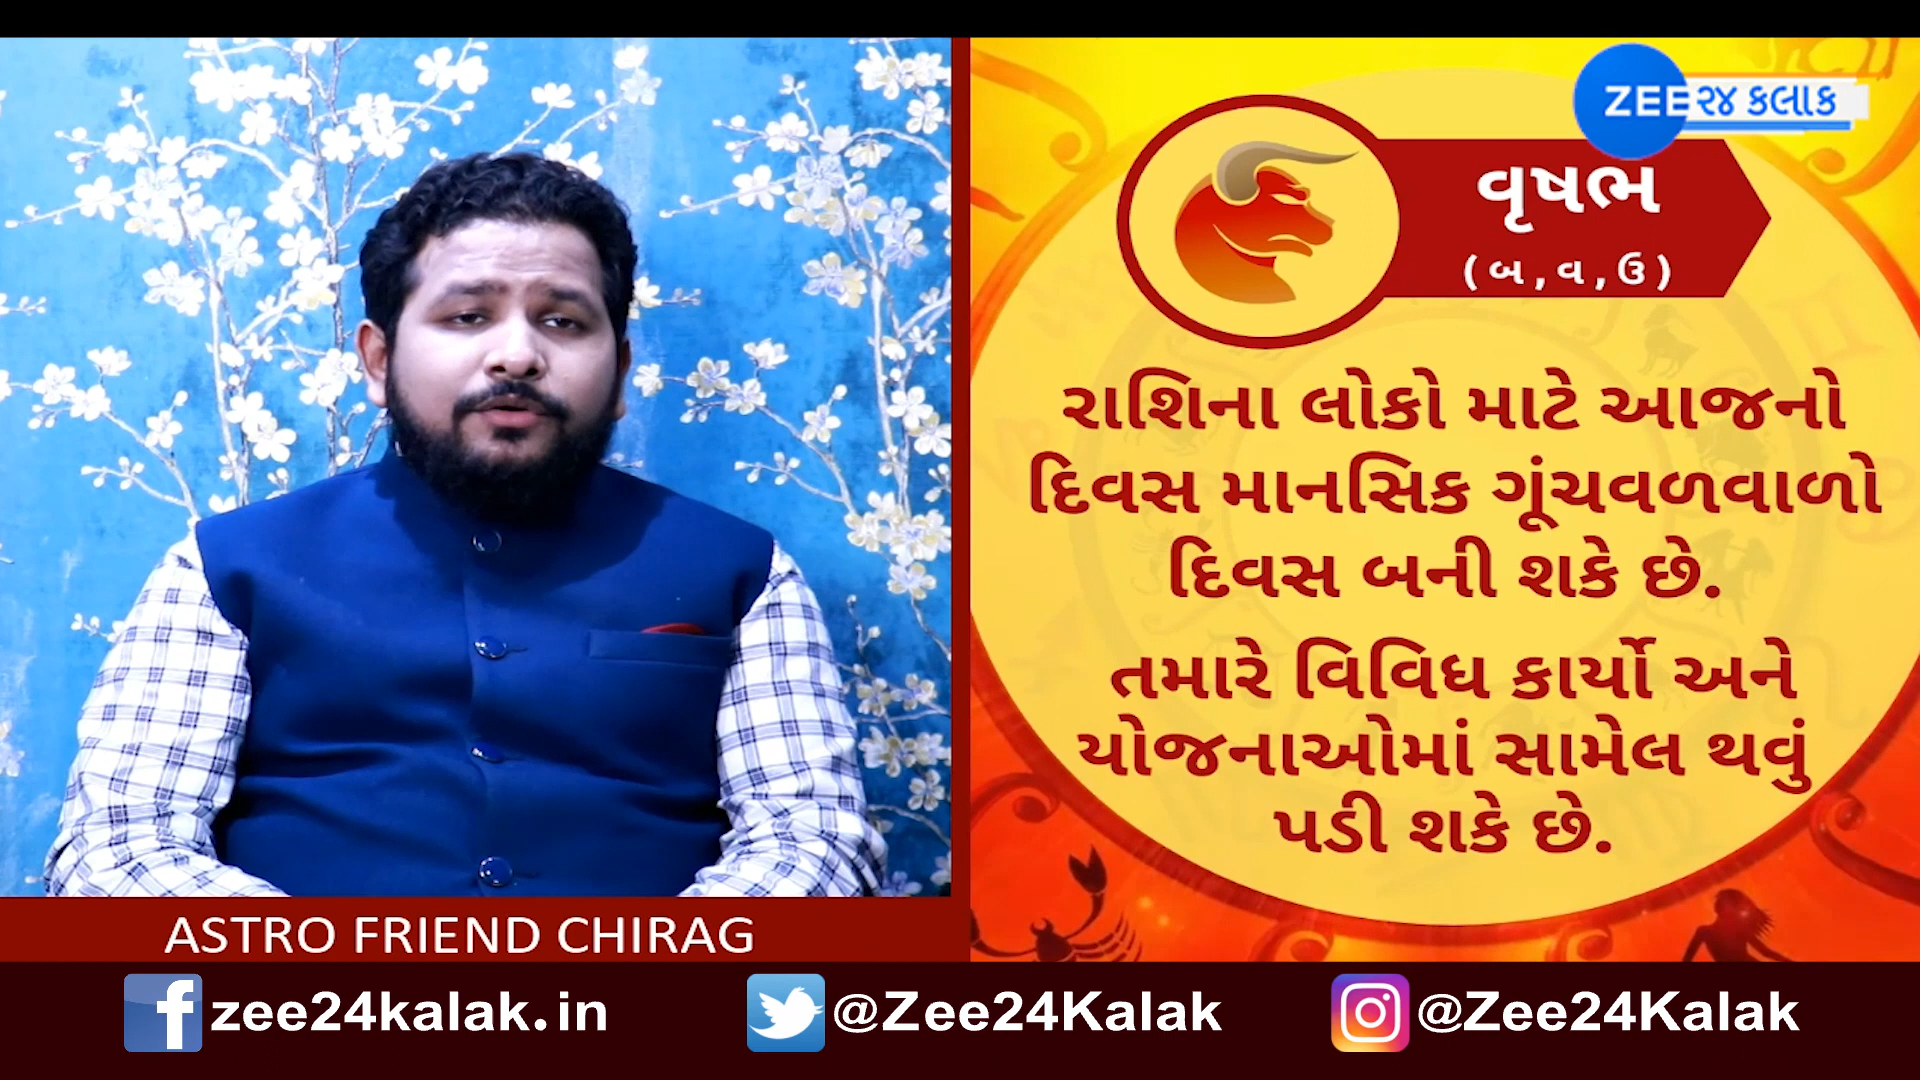 ZEE ૨૪ કલાક
વૃષભ
( બ , વ , ઉ )
રાશિના લોકો માટે આજનો
દિવસ માનસિક ગૂંચવળવાળો
દિવસ બની શકે છે.
તમારે વિવિધ કાર્યો અને
યોજનાઓમાં સામેલ થવું
પડી શકે છે.
ASTRO FRIEND CHIRAG
zee24kalak.in
@Zee24Kalak
@Zee24Kalak